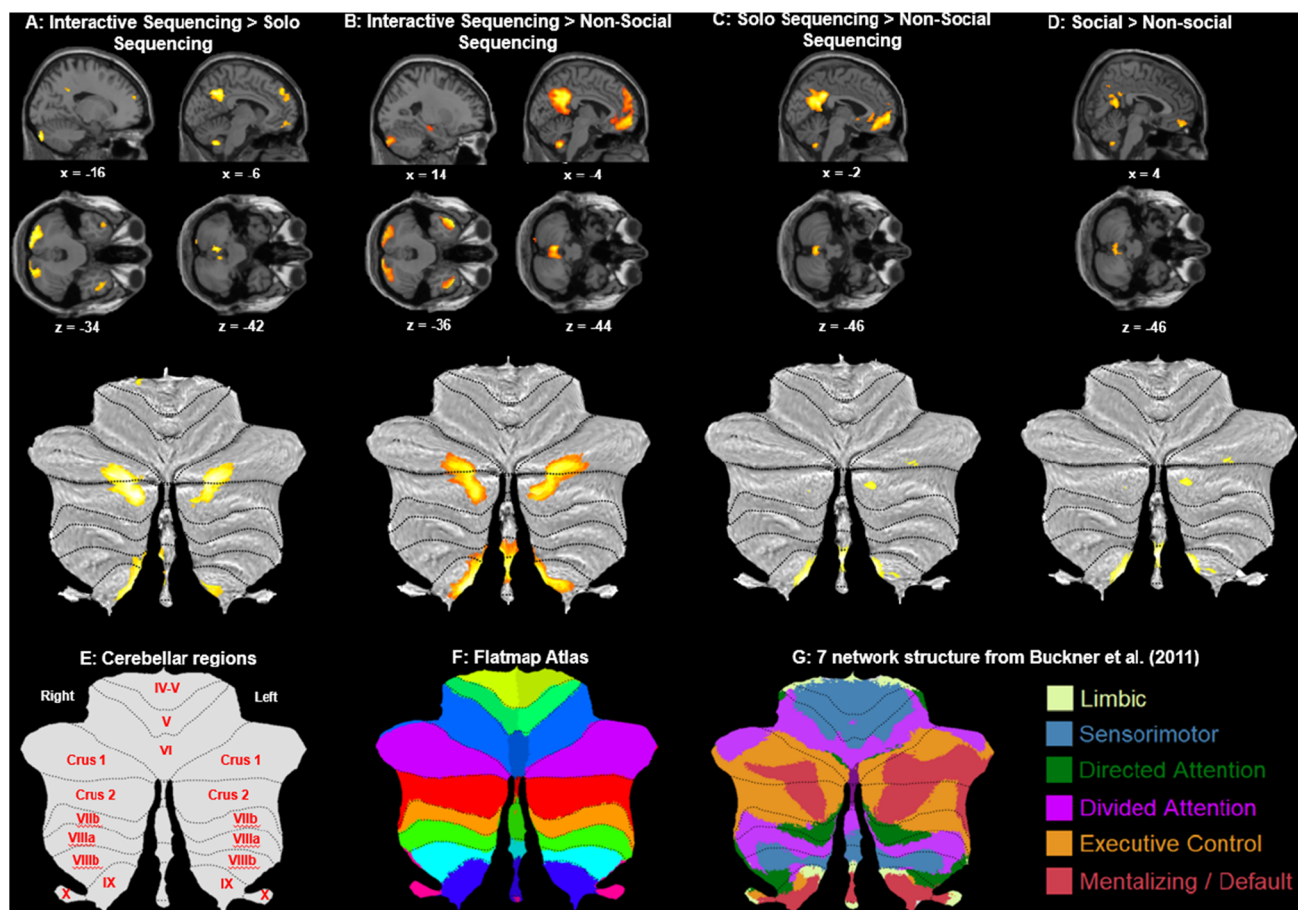 A: Interactive Sequencing > Solo
Sequencing
B: Interactive Sequencing > Non-Social
Sequencing
C: Solo Sequencing > Non-Social
Sequencing
D: Social > Non-social
x = -16
x = -6
x = 14
x = -4
x = -2
x = 4
z = -34
z = -42
z = -36
z = -44
z = -46
z = -46
E: Cerebellar regions
Right
Left
IV-V
V
VI
Crus 1
Crus 1
Crus 2
Crus 2
VIIb
VIIb
VIIIa
VIIIa
VIIIb
VIIIb
IX
IX
X
X
F: Flatmap Atlas
G: 7 network structure from Buckner et al. (2011)
Limbic
Sensorimotor
Directed Attention
Divided Attention
Executive Control
Mentalizing / Default